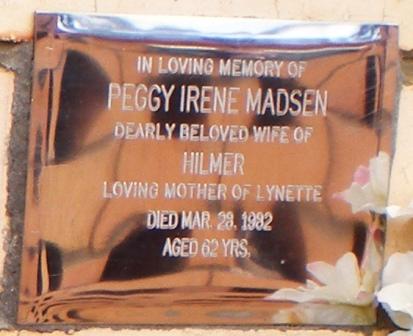 IN LOVING MEMORY OF
PEGGY IRENE MADSEN
DEARLY BELOVED WIFE OF
HILMER
LOVING MOTHER OF LYNETTE
DIED MAR. 29. 1982
AGED 62 YRS.